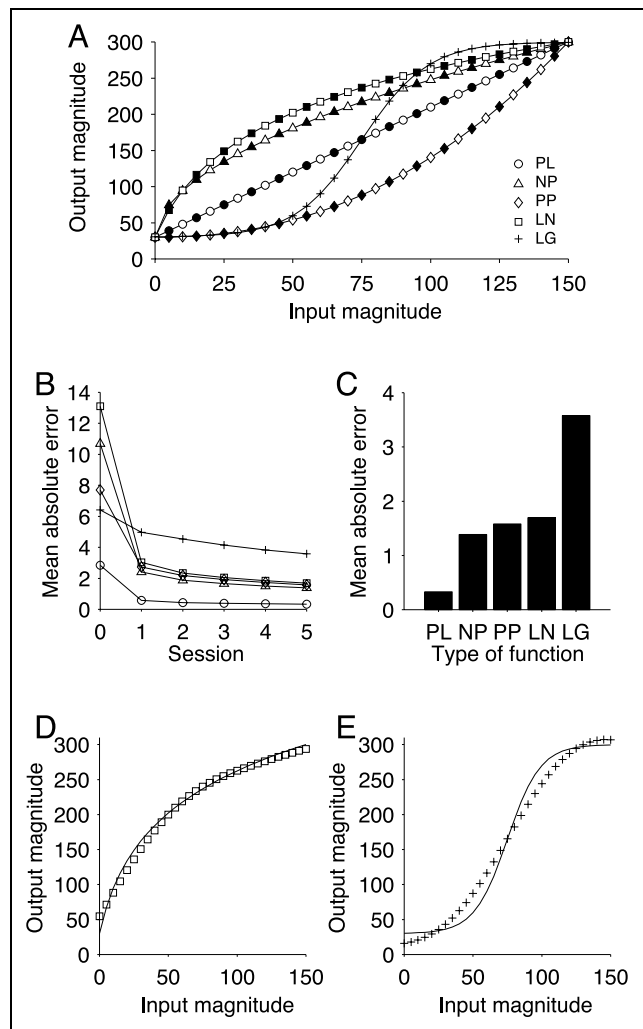 A
Output magnitude
300
250
200
150
100
50
0
PL
NP
PP
LN
LG
0 25 50 75 100 125 150
Input magnitude
B
Mean absolute error
14
12
10
8
6
4
2
0
0 1 2 3 4 5
Session
C
Mean absolute error
4
3
2
1
0
PL NP PP LN LG
Type of function
D
Output magnitude
300
250
200
150
100
50
0
0 50 100 150
Input magnitude
E
Output magnitude
300
250
200
150
100
50
0
0 50 100 150
Input magnitude